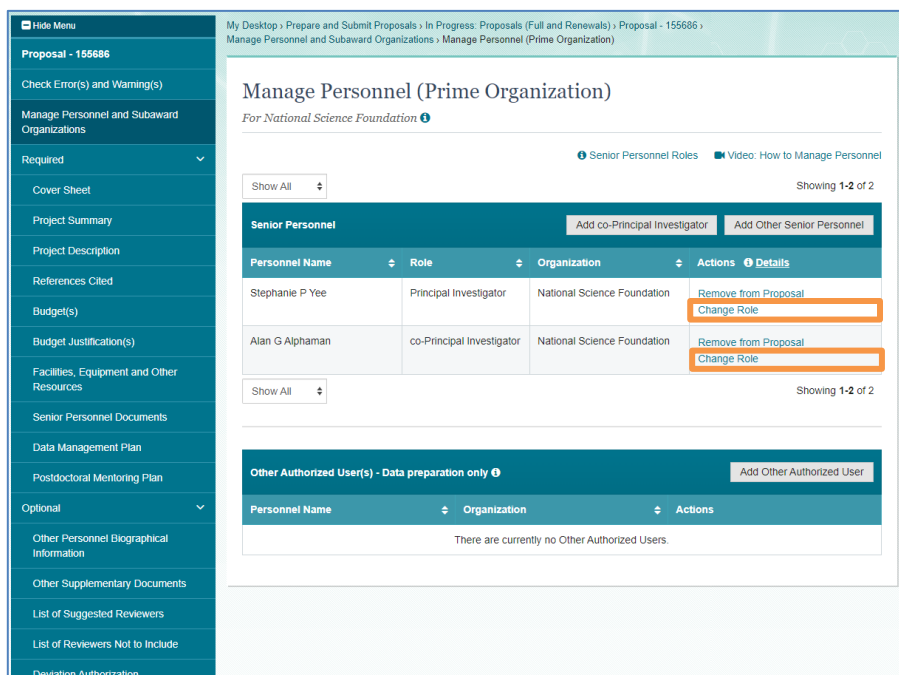 Hide Menu
Proposal - 155686
Check Error(s) and Warning(s)
Manage Personnel and Subaward
Organizations
Required
Cover Sheet
Project Summary
Project Description
References Cited
Budget(s)
Budget Justification(s)
Facilities, Equipment and Other
Resources
Senior Personnel Documents
Data Management Plan
Postdoctoral Mentoring Plan
Optional
Other Personnel Biographical
Information
Other Supplementary Documents
List of Suggested Reviewers
List of Reviewers Not to Include
Deviation Authorization
My Desktop › Prepare and Submit Proposals › In Progress: Proposals (Full and Renewals) › Proposal - 155686 ›
Manage Personnel and Subaward Organizations › Manage Personnel (Prime Organization)
Manage Personnel (Prime Organization)
For National Science Foundation
Senior Personnel Roles Video: How to Manage Personnel
Show All Showing 1-2 of 2
Senior Personnel Add co-Principal Investigator Add Other Senior Personnel
Personnel Name Role Organization Actions Details
Stephanie P Yee Principal Investigator National Science Foundation Remove from Proposal
Change Role
Alan G Alphaman co-Principal Investigator National Science Foundation Remove from Proposal
Change Role
Show All Showing 1-2 of 2
Other Authorized User(s) - Data preparation only Add Other Authorized User
Personnel Name Organization Actions
There are currently no Other Authorized Users.